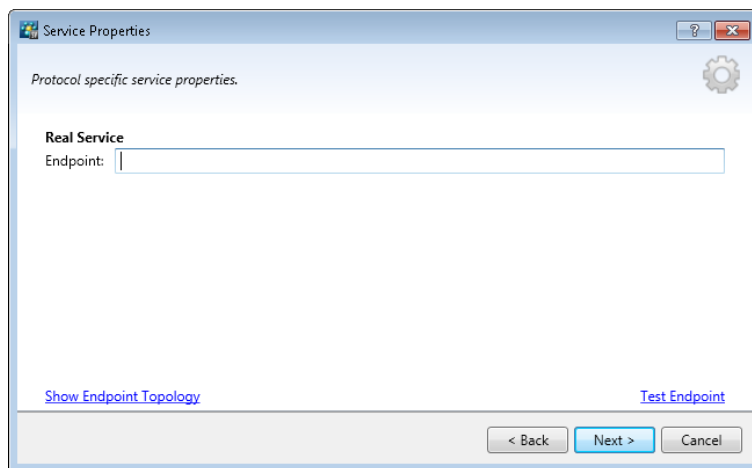 Service Properties
?
Protocol specific service properties.
Real Service
Endpoint:
Show Endpoint Topology Test Endpoint
< Back Next > Cancel